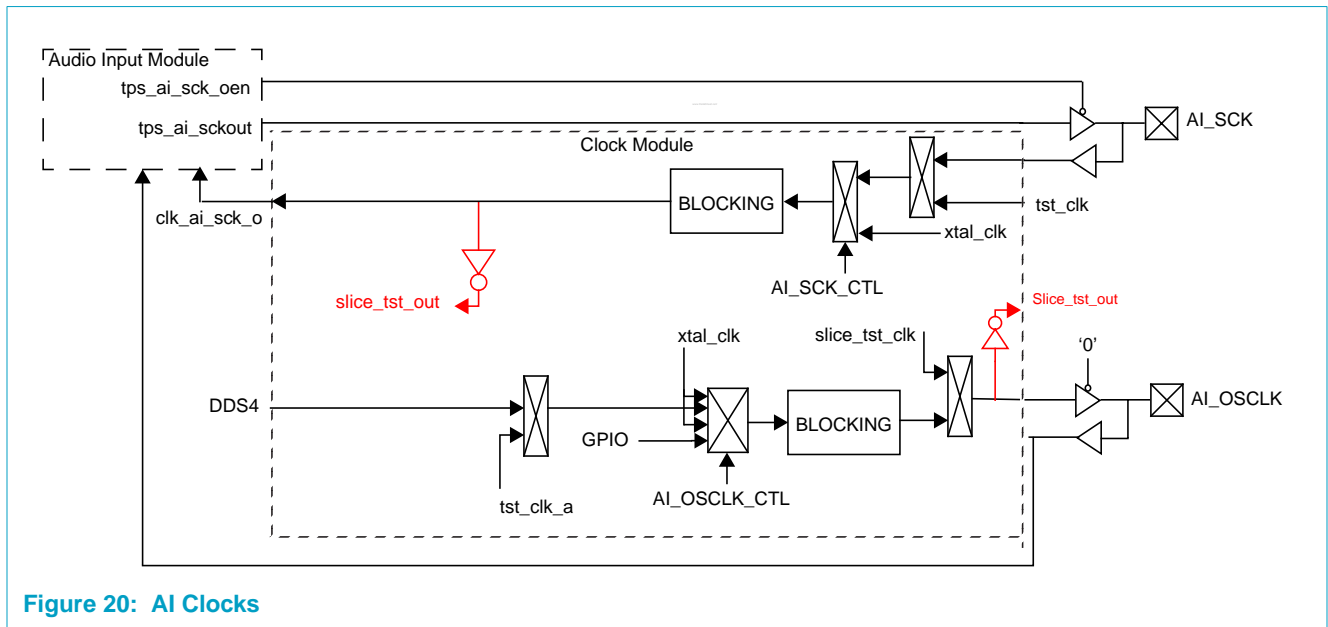 Audio Input Module
tps_ai_sck_oen
tps_ai_sckout
AI_SCK
Clock Module
BLOCKING
tst_clk
clk_ai_sck_o
xtal_clk
AI_SCK_CTL
slice_tst_out
Slice_tst_out
xtal_clk
slice_tst_clk
'0'
DDS4
AI_OSCLK
GPIO
BLOCKING
tst_clk_a
AI_OSCLK_CTL
Figure 20: AI Clocks